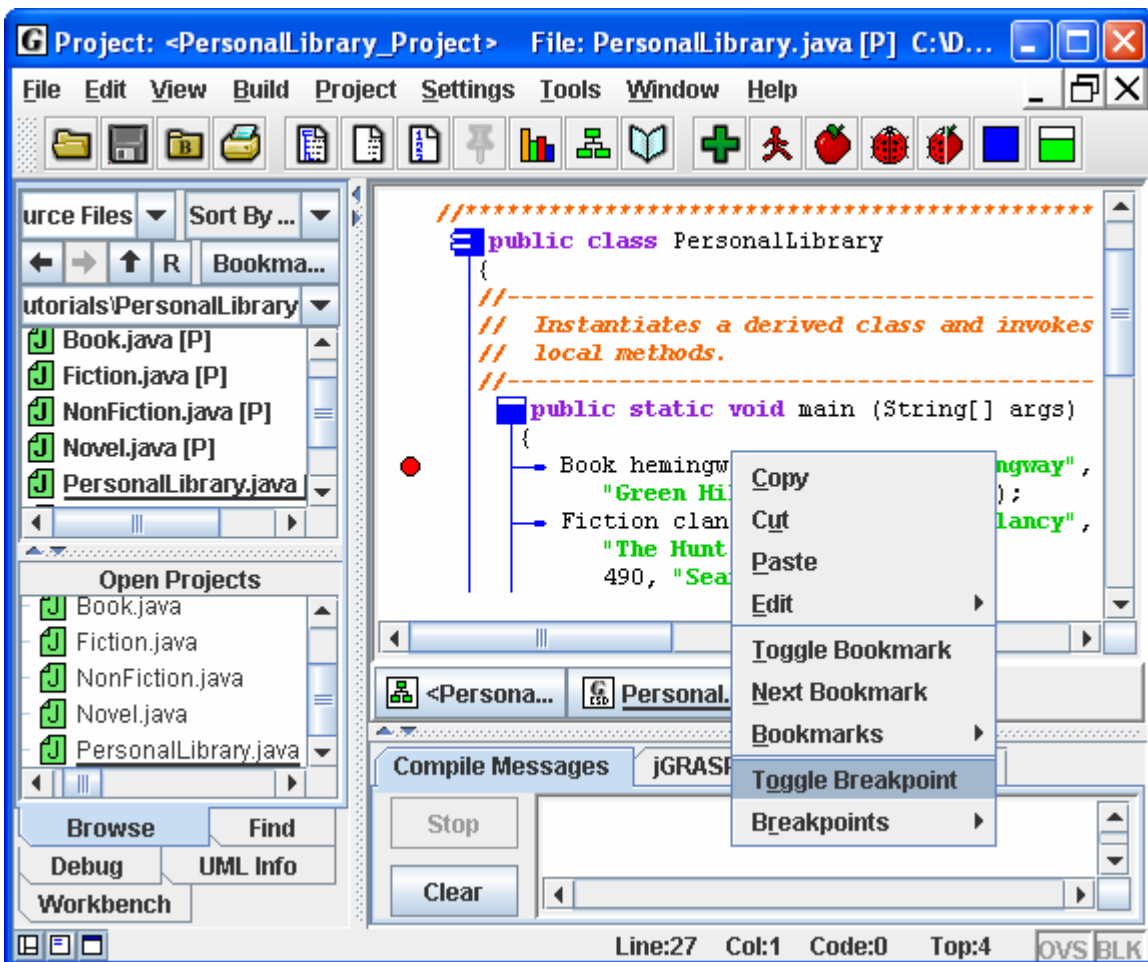 Project: <PersonalLibrary_Project> File: PersonalLibrary.java [P] C:\D...
File Edit View Build Project Settings Tools Window Help
urce Files Sort By ...
R Bookma...
utorials\PersonalLibrary
Book.java [P]
Fiction.java [P]
NonFiction.java [P]
Novel.java [P]
PersonalLibrary.java
Open Projects
Book.java
Fiction.java
NonFiction.java
Novel.java
PersonalLibrary.java
Browse Find
Debug UML Info
Workbench
//*********************************************
public class PersonalLibrary
{
//-------------------------------------------
// Instantiates a derived class and invokes
// local methods.
//-------------------------------------------
public static void main (String[] args)
{
Book hemingw ngway",
"Green Hil );
Fiction clan lancy",
"The Hunt
490, "Sea
Copy
Cut
Paste
Edit
Toggle Bookmark
Next Bookmark
Bookmarks
Toggle Breakpoint
Breakpoints
<Persona... Personal.
Compile Messages jGRASP
Stop
Clear
Line:27 Col:1 Code:0 Top:4 OVS BLK